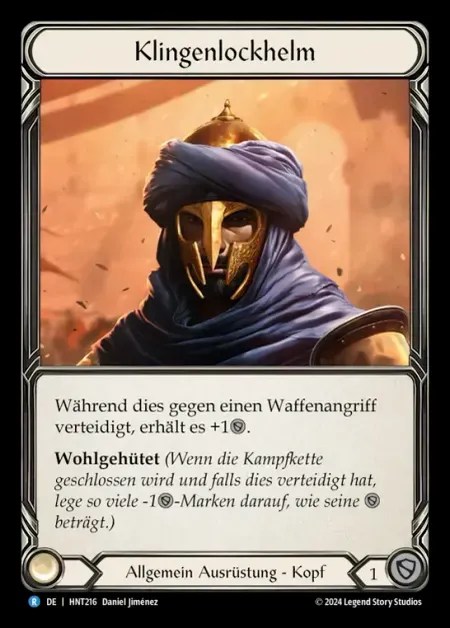 Klingenlockhelm
Während dies gegen einen Waffenangriff
verteidigt, erhält es +1.
Wohlgehütet (Wenn die Kampfkette
geschlossen wird und falls dies verteidigt hat,
lege so viele -1-Marken darauf, wie seine
beträgt.)
Allgemein Ausrüstung - Kopf
1
R DE | HNT216 Daniel Jiménez
© 2024 Legend Story Studios